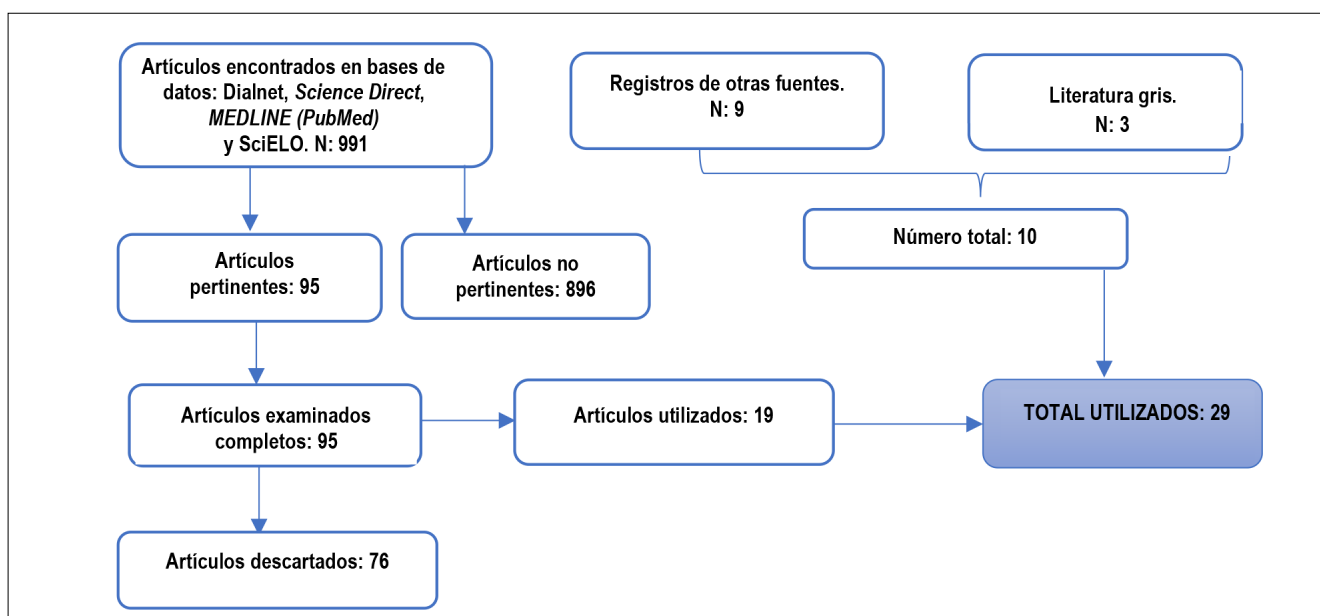 Artículos encontrados en bases de
datos: Dialnet, Science Direct,
MEDLINE (PubMed)
y SciELO. N: 991
Registros de otras fuentes.
N: 9
Literatura gris.
N: 3
Número total: 10
Artículos
pertinentes: 95
Artículos no
pertinentes: 896
Artículos examinados
completos: 95
Artículos utilizados: 19
TOTAL UTILIZADOS: 29
Artículos descartados: 76